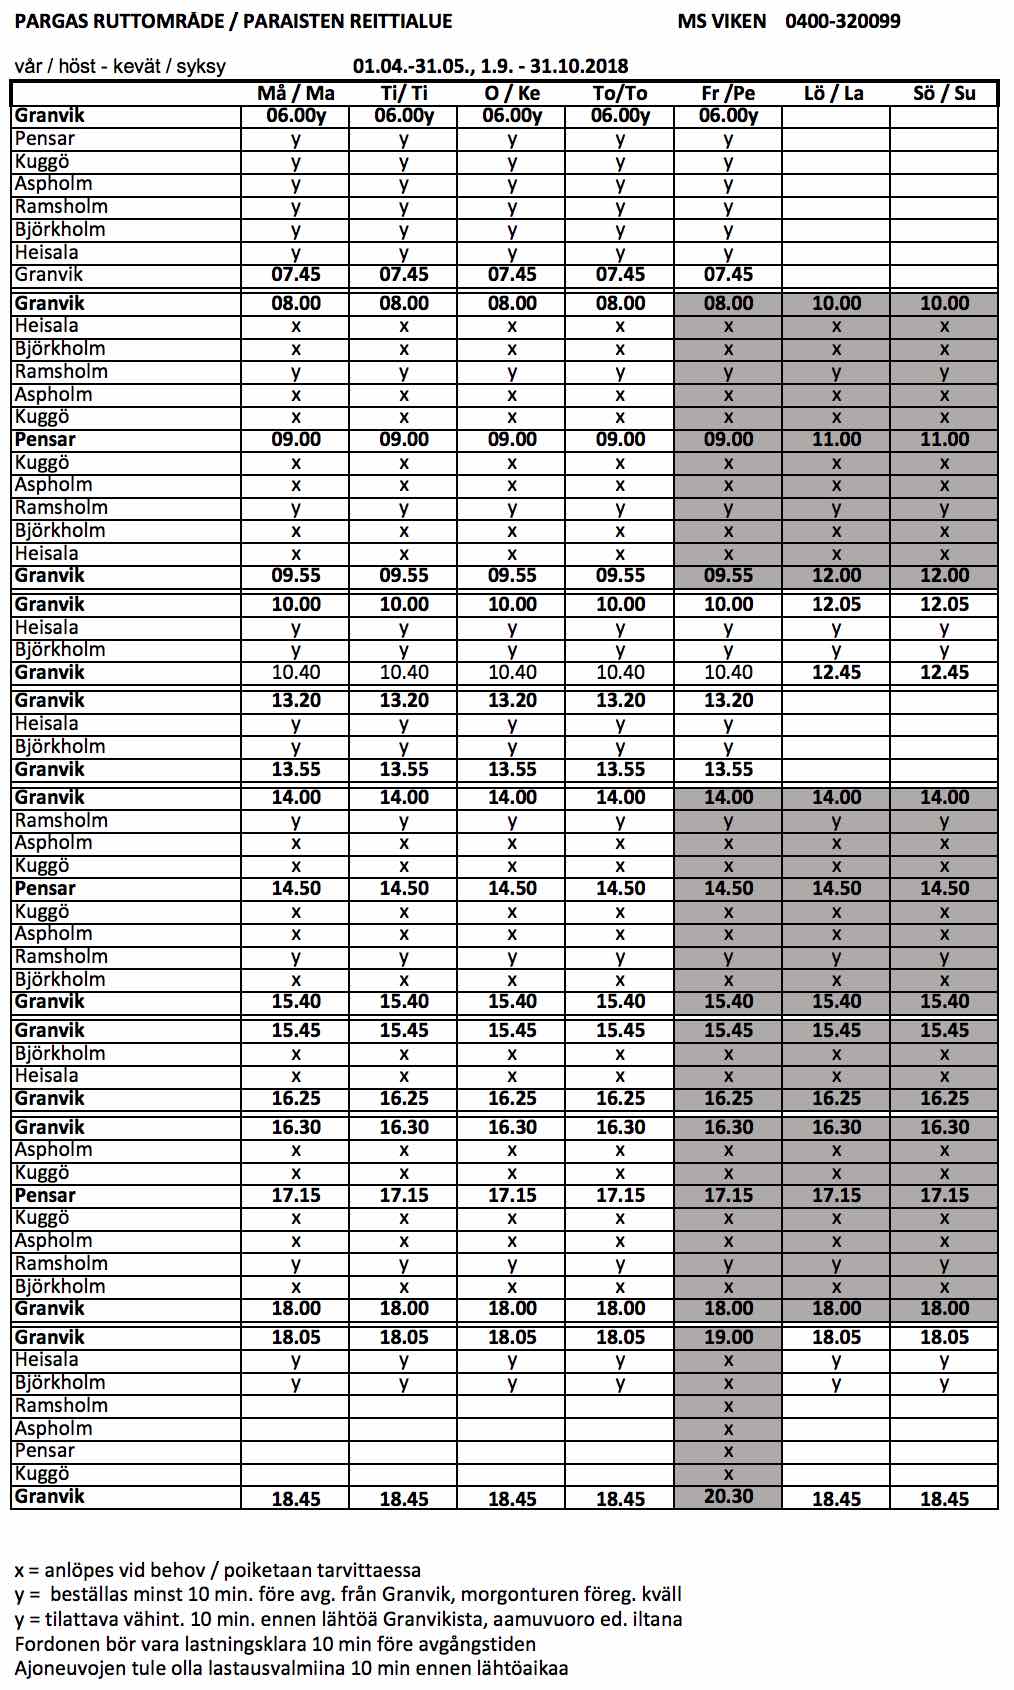 PARGAS RUTTOMRÅDE / PARAISTEN REITTIALUE MS VIKEN 0400-320099
vår / höst - kevät / syksy 01.04.-31.05., 1.9. - 31.10.2018
Må / Ma Ti/ Ti O / Ke To/To Fr /Pe Lö / La Sö / Su
Granvik 06.00y 06.00y 06.00y 06.00y 06.00y
Pensar y y y y y
Kuggö y y y y y
Aspholm y y y y y
Ramsholm y y y y y
Björkholm y y y y y
Heisala y y y y y
Granvik 07.45 07.45 07.45 07.45 07.45
Granvik 08.00 08.00 08.00 08.00 08.00 10.00 10.00
Heisala x x x x x x x
Björkholm x x x x x x x
Ramsholm y y y y y y y
Aspholm x x x x x x x
Kuggö x x x x x x x
Pensar 09.00 09.00 09.00 09.00 09.00 11.00 11.00
Kuggö x x x x x x x
Aspholm x x x x x x x
Ramsholm y y y y y y y
Björkholm x x x x x x x
Heisala x x x x x x x
Granvik 09.55 09.55 09.55 09.55 09.55 12.00 12.00
Granvik 10.00 10.00 10.00 10.00 10.00 12.05 12.05
Heisala y y y y y y y
Björkholm y y y y y y y
Granvik 10.40 10.40 10.40 10.40 10.40 12.45 12.45
Granvik 13.20 13.20 13.20 13.20 13.20
Heisala y y y y y
Björkholm y y y y y
Granvik 13.55 13.55 13.55 13.55 13.55
Granvik 14.00 14.00 14.00 14.00 14.00 14.00 14.00
Ramsholm y y y y y y y
Aspholm x x x x x x x
Kuggö x x x x x x x
Pensar 14.50 14.50 14.50 14.50 14.50 14.50 14.50
Kuggö x x x x x x x
Aspholm x x x x x x x
Ramsholm y y y y y y y
Björkholm x x x x x x x
Granvik 15.40 15.40 15.40 15.40 15.40 15.40 15.40
Granvik 15.45 15.45 15.45 15.45 15.45 15.45 15.45
Björkholm x x x x x x x
Heisala x x x x x x x
Granvik 16.25 16.25 16.25 16.25 16.25 16.25 16.25
Granvik 16.30 16.30 16.30 16.30 16.30 16.30 16.30
Aspholm x x x x x x x
Kuggö x x x x x x x
Pensar 17.15 17.15 17.15 17.15 17.15 17.15 17.15
Kuggö x x x x x x x
Aspholm x x x x x x x
Ramsholm y y y y y y y
Björkholm x x x x x x x
Granvik 18.00 18.00 18.00 18.00 18.00 18.00 18.00
Granvik 18.05 18.05 18.05 18.05 19.00 18.05 18.05
Heisala y y y y x y y
Björkholm y y y y x y y
Ramsholm x
Aspholm x
Pensar x
Kuggö x
Granvik 18.45 18.45 18.45 18.45 20.30 18.45 18.45
x = anlöpes vid behov / poiketaan tarvittaessa
y = beställas minst 10 min. före avg. från Granvik, morgonturen föreg. kväll
y = tilattava vähint. 10 min. ennen lähtöä Granvikista, aamuvuoro ed. iltana
Fordonen bör vara lastningsklara 10 min före avgångstiden
Ajoneuvojen tule olla lastausvalmiina 10 min ennen lähtöaikaa